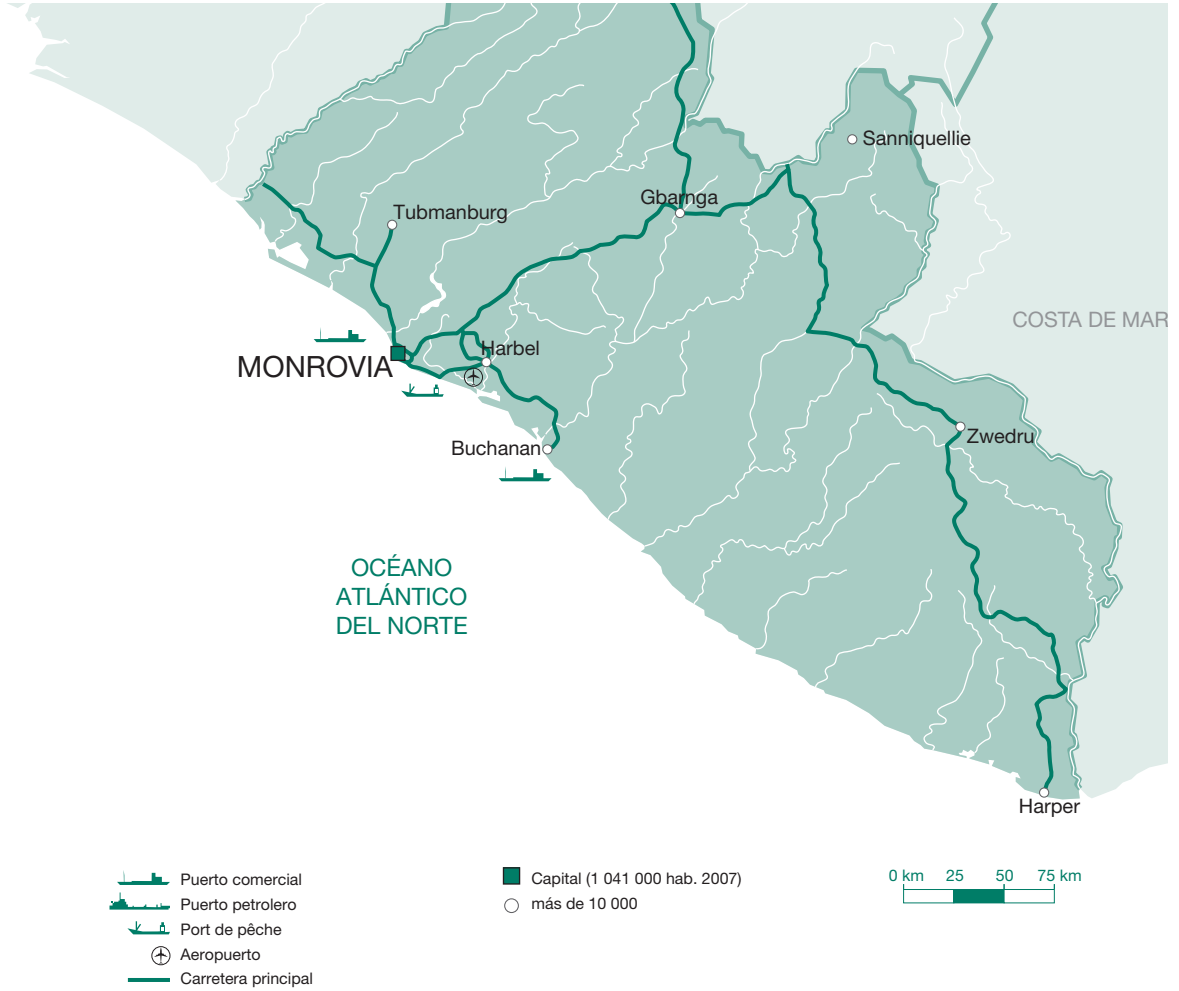 Sanniquellie
Gbarnga
Tubmanburg
COSTA DE MAR
Harbel
MONROVIA
Zwedru
Buchanan
OCÉANO
ATLÁNTICO
DEL NORTE
Harper
Puerto comercial
Puerto petrolero
Port de pêche
Aeropuerto
Carretera principal
Capital (1 041 000 hab. 2007)
más de 10 000
0 km 25 50 75 km